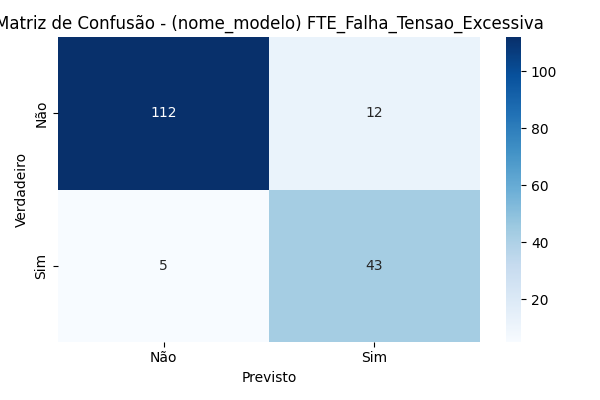 Matriz de Confusão - (nome_modelo) FTE_Falha_Tensao_Excessiva
Verdadeiro
Não
112
12
Sim
5
43
Não
Sim
Previsto
100
80
60
40
20